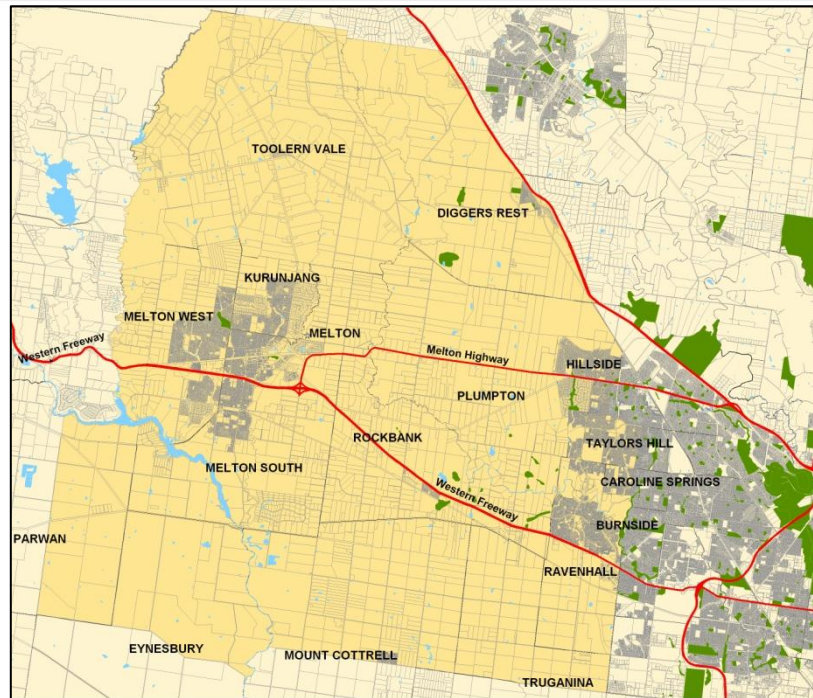 TOOLERN VALE
DIGGERS REST
KURUNJANG
MELTON WEST
MELTON
Western Freeway
Melton Highway
HILLSIDE
PLUMPTON
ROCKBANK
TAYLORS HILL
MELTON SOUTH
CAROLINE SPRINGS
Western Freeway
BURNSIDE
PARWAN
RAVENHALL
EYNESBURY
MOUNT COTTRELL
TRUGANINA